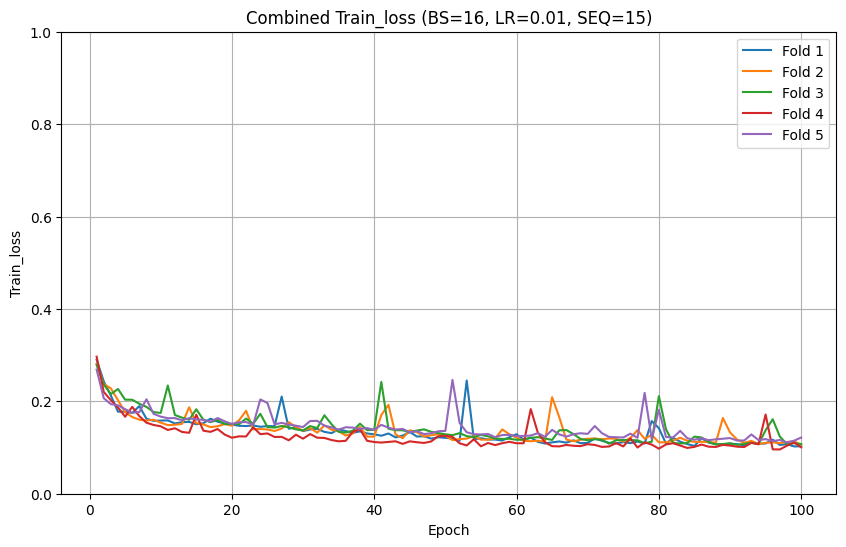 Combined Train_loss (BS=16, LR=0.01, SEQ=15)
Train_loss
1.0
0.8
0.6
0.4
0.2
0.0
Fold 1
Fold 2
Fold 3
Fold 4
Fold 5
0 20 40 60 80 100
Epoch